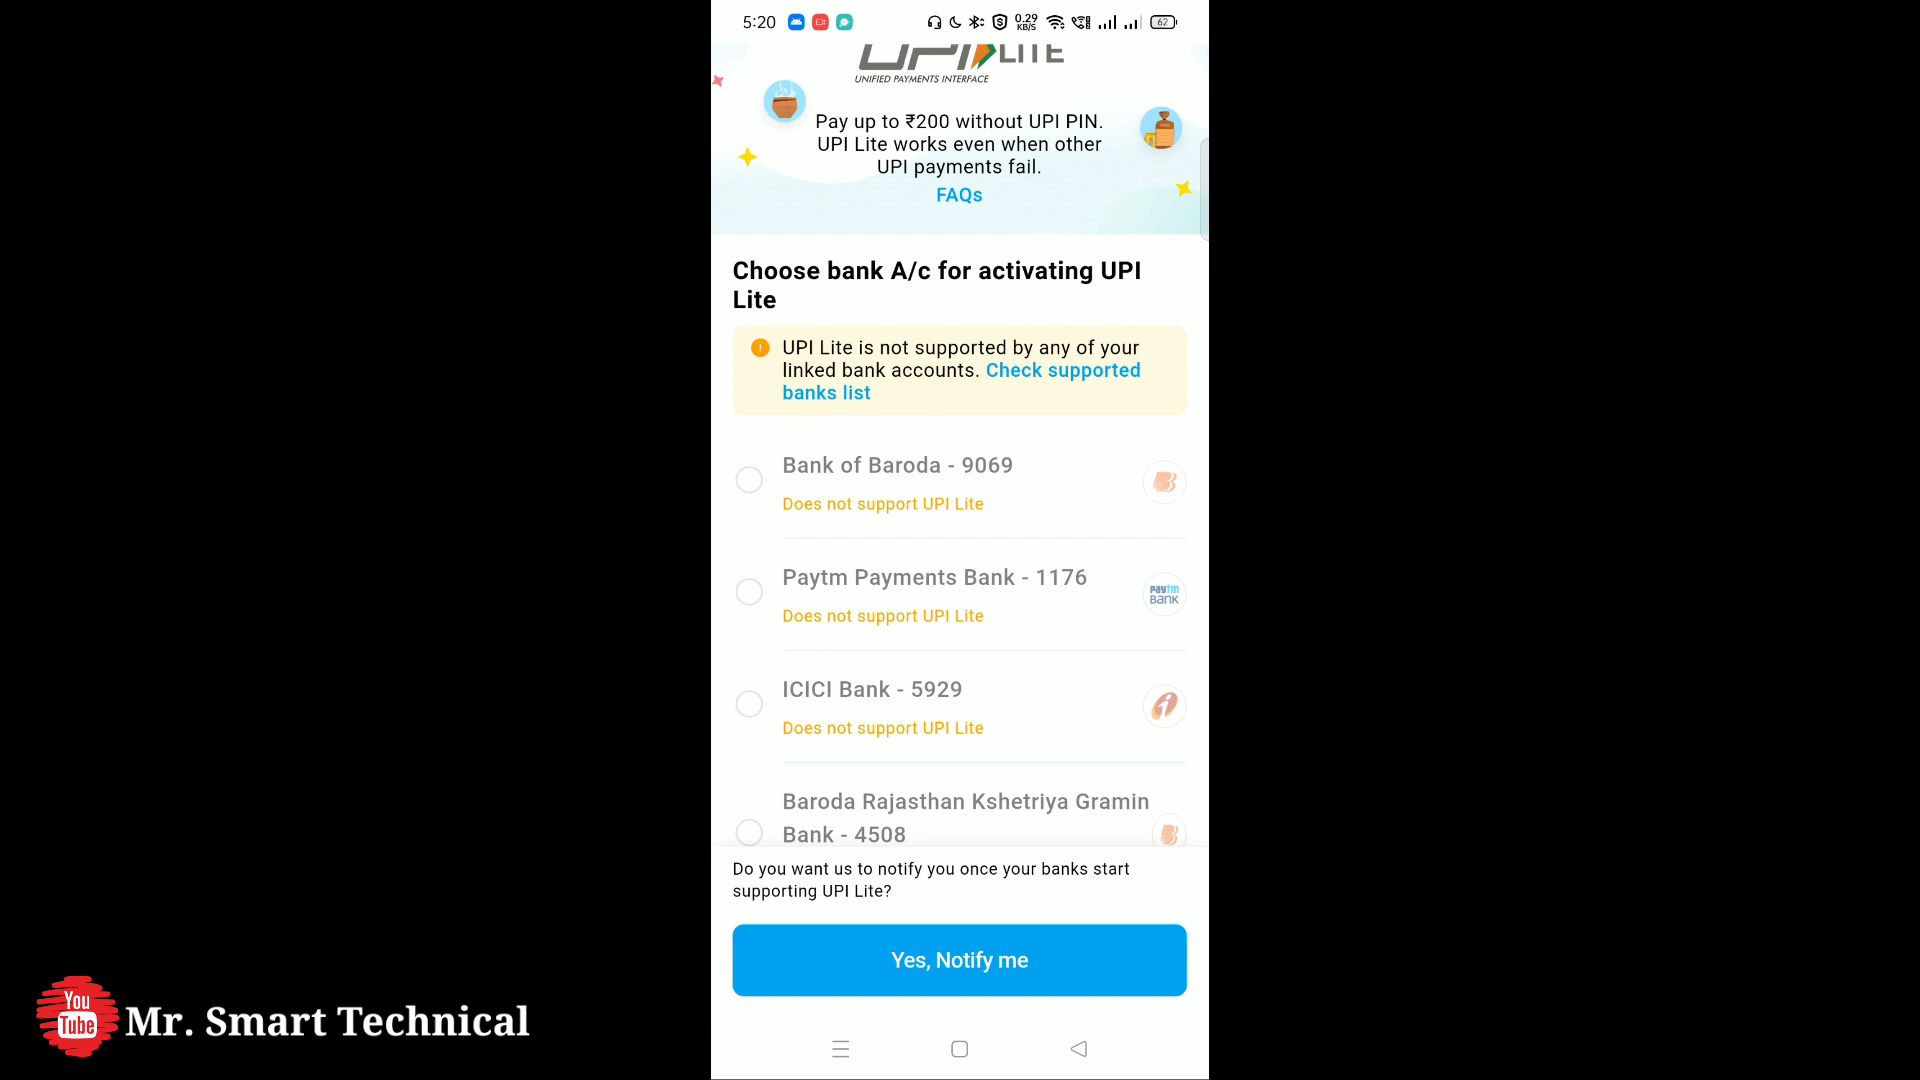 5:20
0.29
KB/S
62
UPI LITE
UNIFIED PAYMENTS INTERFACE
Pay up to ₹200 without UPI PIN.
UPI Lite works even when other
UPI payments fail.
FAQs
Choose bank A/c for activating UPI
Lite
UPI Lite is not supported by any of your
linked bank accounts. Check supported
banks list
Bank of Baroda - 9069
Does not support UPI Lite
Paytm Payments Bank - 1176
paytm
BANK
Does not support UPI Lite
ICICI Bank - 5929
Does not support UPI Lite
Baroda Rajasthan Kshetriya Gramin
Bank - 4508
Do you want us to notify you once your banks start
supporting UPI Lite?
Yes, Notify me
You
Tube
Mr. Smart Technical